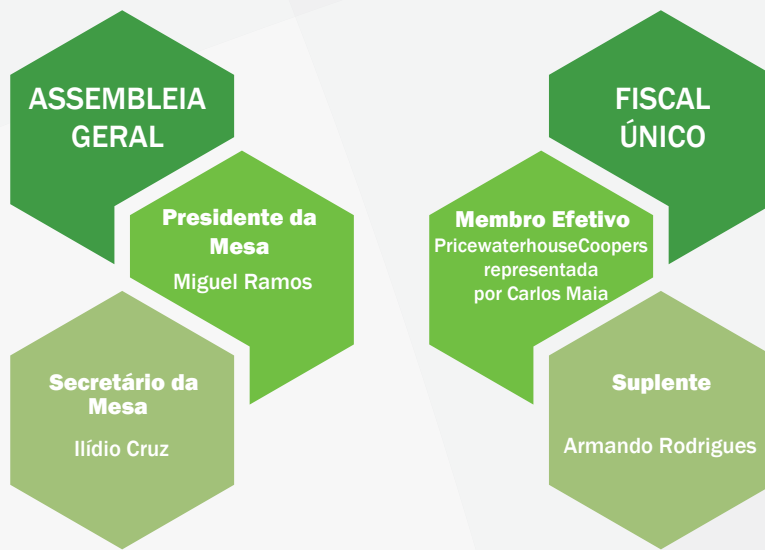 ASSEMBLEIA
GERAL
Presidente da
Mesa
Miguel Ramos
Secretário da
Mesa
Ilídio Cruz
FISCAL
ÚNICO
Membro Efetivo
PricewaterhouseCoopers
representada
por Carlos Maia
Suplente
Armando Rodrigues